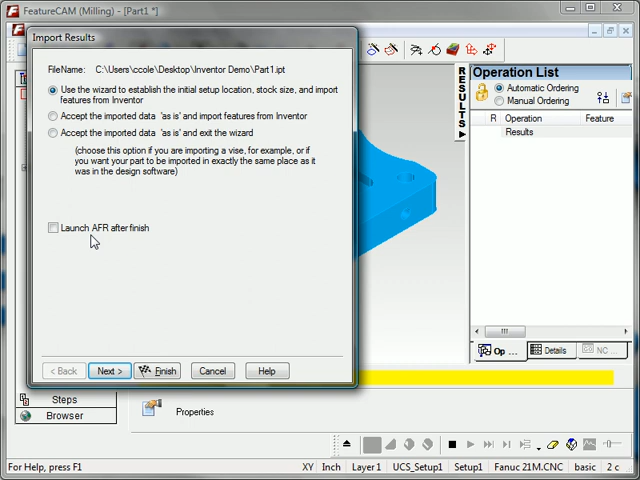 FeatureCAM (Milling) - [Part1 *]
Import Results
FileName: C:\Users\ccole\Desktop\Inventor Demo\Part1.ipt
Use the wizard to establish the initial setup location, stock size, and import
features from Inventor
Accept the imported data 'as is' and import features from Inventor
Accept the imported data 'as is' and exit the wizard
(choose this option if you are importing a vise, for example, or if
you want your part to be imported in exactly the same place as it
was in the design software)
Launch AFR after finish
< Back
Next >
Finish
Cancel
Help
RESULTS
Operation List
Automatic Ordering
Manual Ordering
R Operation Feature
Results
Op ...
Details
NC ...
Steps
Browser
Properties
For Help, press F1
XY Inch Layer 1 UCS_Setup1 Setup1 Fanuc 21M.CNC basic 2 c